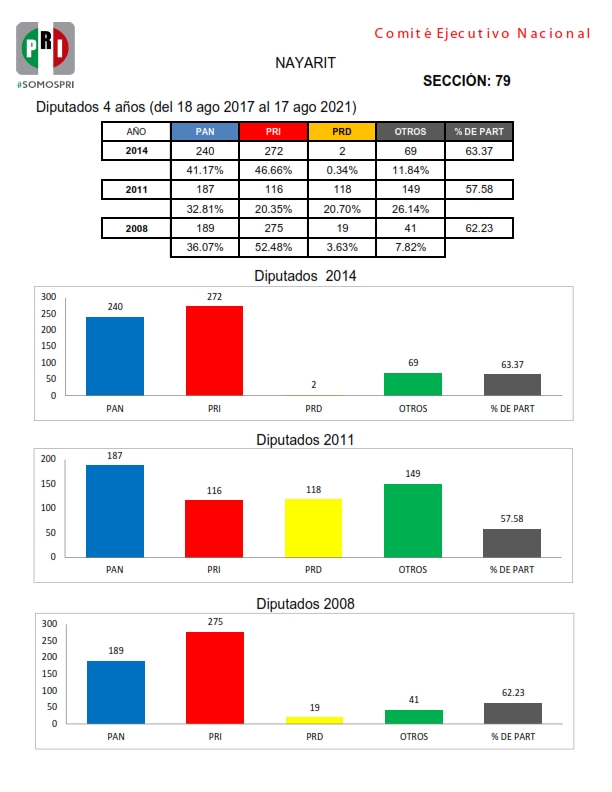 Comité Ejecutivo Nacional
PRI
#SOMOSPRI
NAYARIT
SECCIÓN: 79
Diputados 4 años (del 18 ago 2017 al 17 ago 2021)
AÑO PAN PRI PRD OTROS % DE PART
2014 240 272 2 69 63.37
41.17% 46.66% 0.34% 11.84%
2011 187 116 118 149 57.58
32.81% 20.35% 20.70% 26.14%
2008 189 275 19 41 62.23
36.07% 52.48% 3.63% 7.82%
Diputados 2014
300
250
200
150
100
50
0
240 272 2 69 63.37
PAN PRI PRD OTROS % DE PART
Diputados 2011
200
150
100
50
0
187 116 118 149 57.58
PAN PRI PRD OTROS % DE PART
Diputados 2008
300
250
200
150
100
50
0
189 275 19 41 62.23
PAN PRI PRD OTROS % DE PART